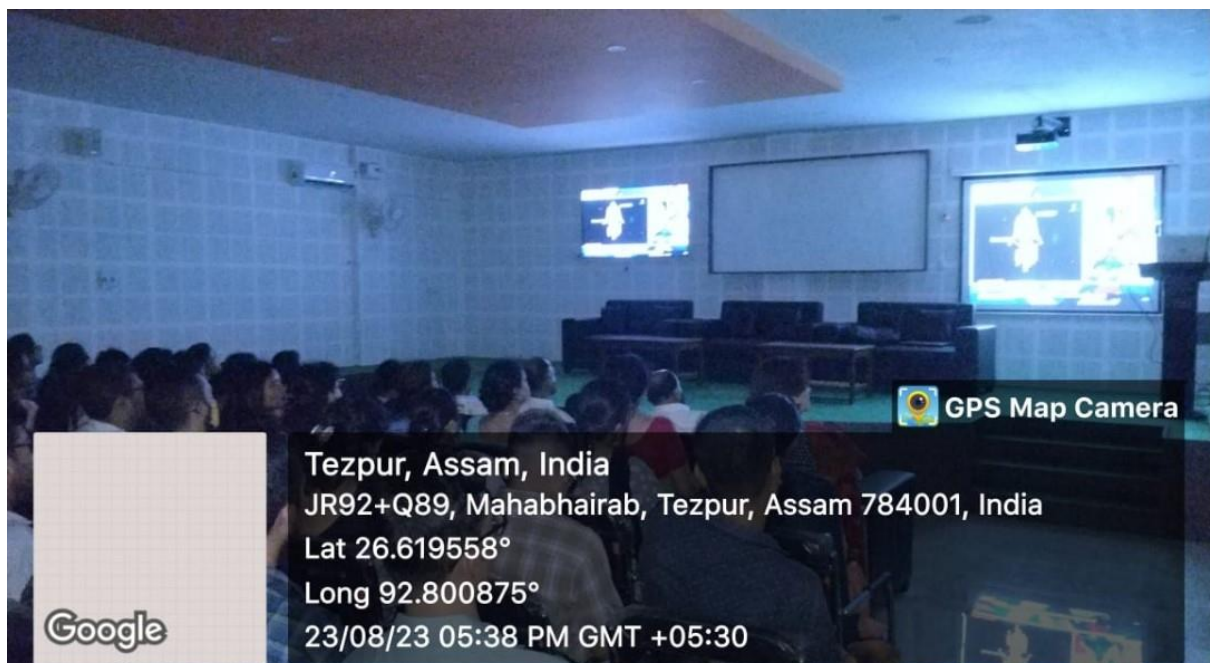 GPS Map Camera
Tezpur, Assam, India
JR92+Q89, Mahabhairab, Tezpur, Assam 784001, India
Lat 26.619558°
Long 92.800875°
23/08/23 05:38 PM GMT +05:30
Google